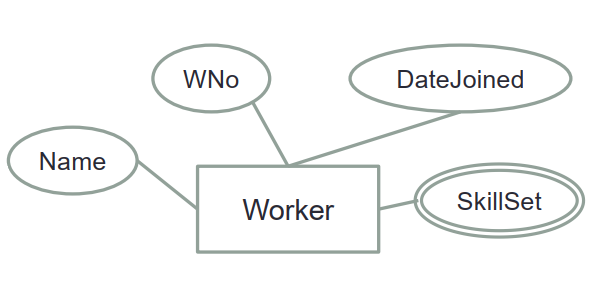 WNo
DateJoined
Name
SkillSet
Worker